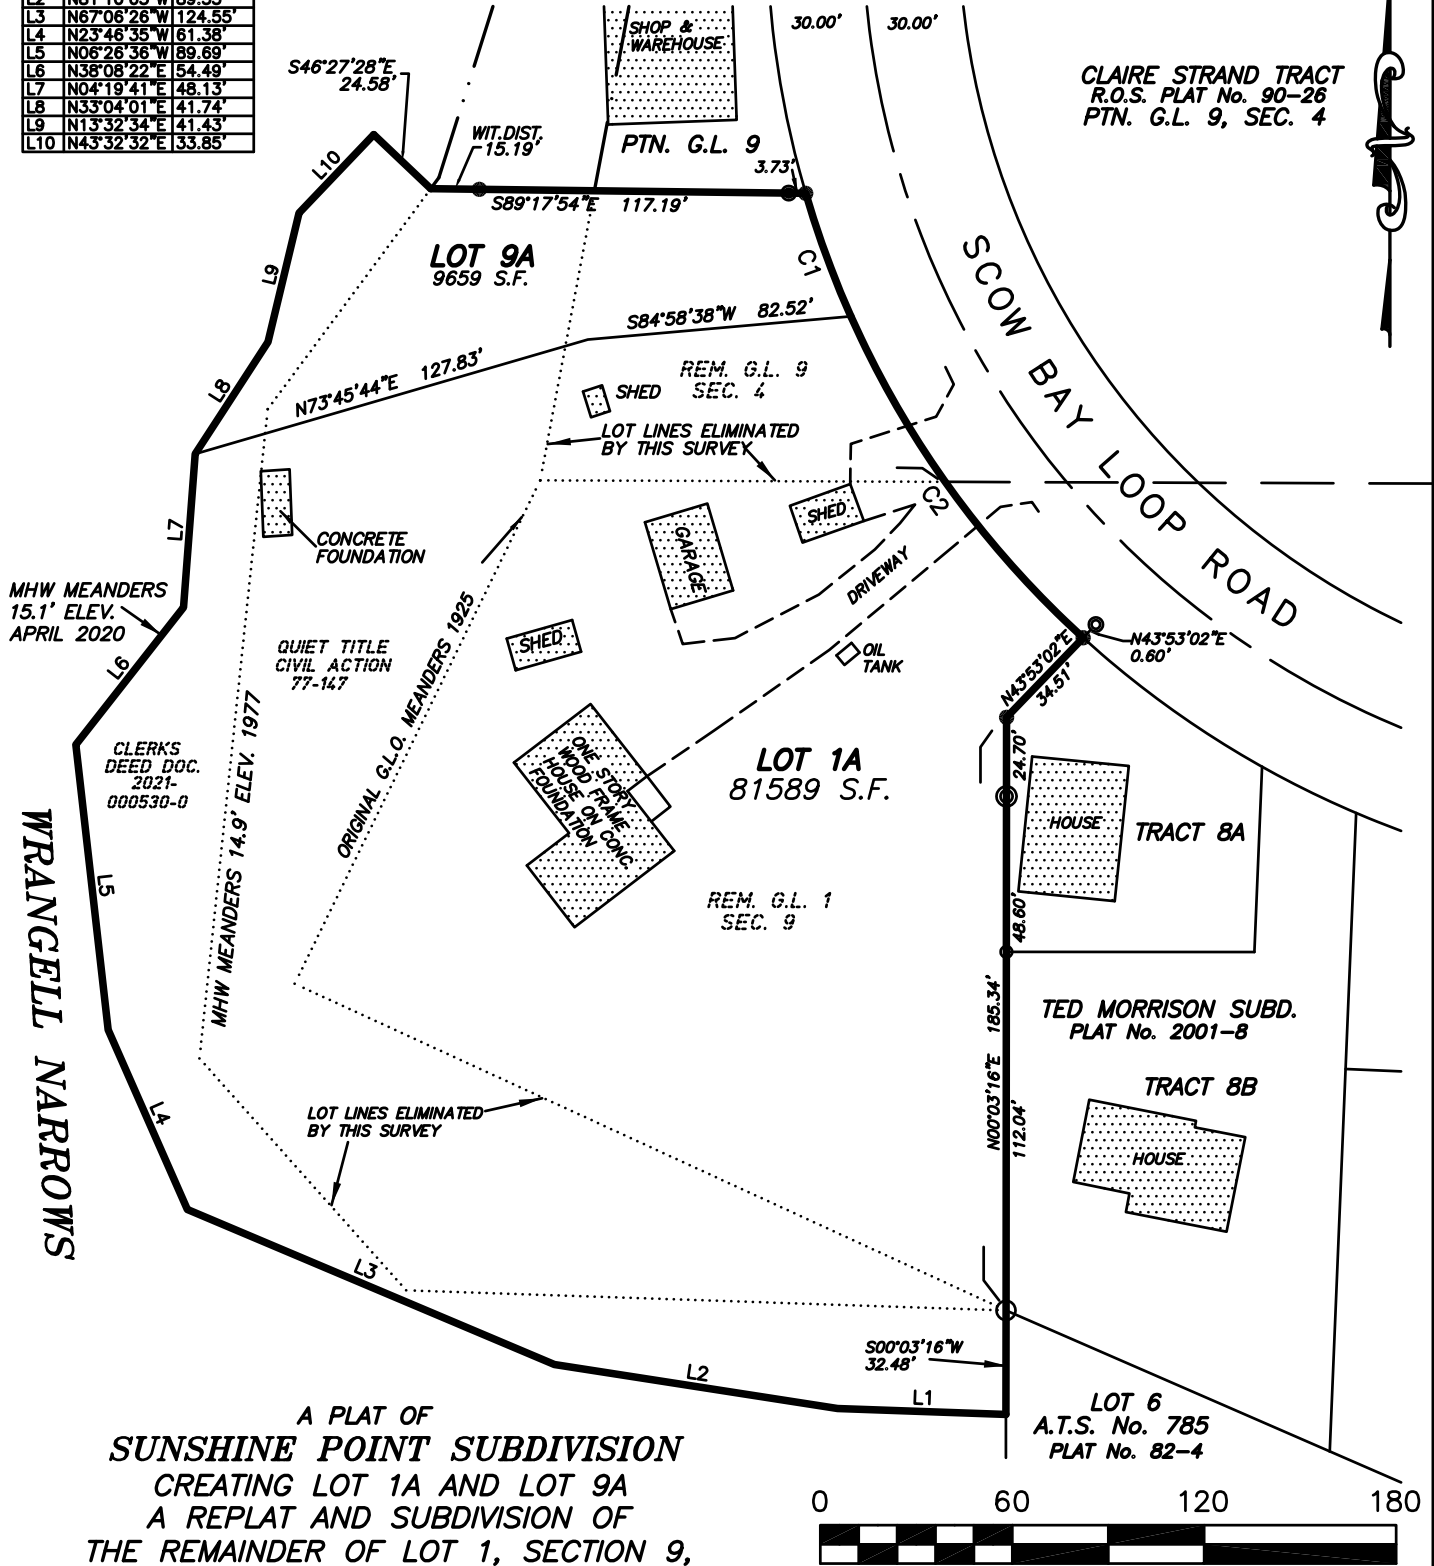 L3 N67°06'26"W 124.55'
L4 N23°46'35"W 61.38'
L5 N06°26'36"W 89.69'
L6 N38°08'22"E 54.49'
L7 N04°19'41"E 48.13'
L8 N33°04'01"E 41.74'
L9 N13°32'34"E 41.43'
L10 N43°32'32"E 33.85'
S46°27'28"E
24.58'
SHOP &
WAREHOUSE
30.00'
30.00'
CLAIRE STRAND TRACT
R.O.S. PLAT No. 90-26
PTN. G.L. 9, SEC. 4
WIT.DIST.
15.19'
PTN. G.L. 9
3.73'
L10
S89°17'54"E 117.19'
LOT 9A
9659 S.F.
L9
C1
SCOW BAY LOOP ROAD
S84°58'38"W 82.52'
N73°45'44"E 127.83'
L8
REM. G.L. 9
SEC. 4
SHED
LOT LINES ELIMINATED
BY THIS SURVEY
C2
SHED
GARAGE
L7
CONCRETE
FOUNDATION
DRIVEWAY
MHW MEANDERS
15.1' ELEV.
APRIL 2020
L6
QUIET TITLE
CIVIL ACTION
77-147
ORIGINAL G.L.O. MEANDERS 1925
SHED
OIL
TANK
N43°53'02"E
0.60'
N43°53'02"E
34.51'
CLERKS
DEED DOC.
2021-
000530-0
MHW MEANDERS 14.9' ELEV. 1977
ONE STORY
WOOD FRAME
HOUSE ON CONC.
FOUNDATION
LOT 1A
81589 S.F.
24.70'
HOUSE
TRACT 8A
WRANGELL NARROWS
L5
REM. G.L. 1
SEC. 9
48.60'
N00°03'16"E 185.34'
112.04'
TED MORRISON SUBD.
PLAT No. 2001-8
TRACT 8B
HOUSE
L4
LOT LINES ELIMINATED
BY THIS SURVEY
L3
S00°03'16"W
32.48'
L2
L1
LOT 6
A.T.S. No. 785
PLAT No. 82-4
A PLAT OF
SUNSHINE POINT SUBDIVISION
CREATING LOT 1A AND LOT 9A
A REPLAT AND SUBDIVISION OF
THE REMAINDER OF LOT 1, SECTION 9,
0 60 120 180